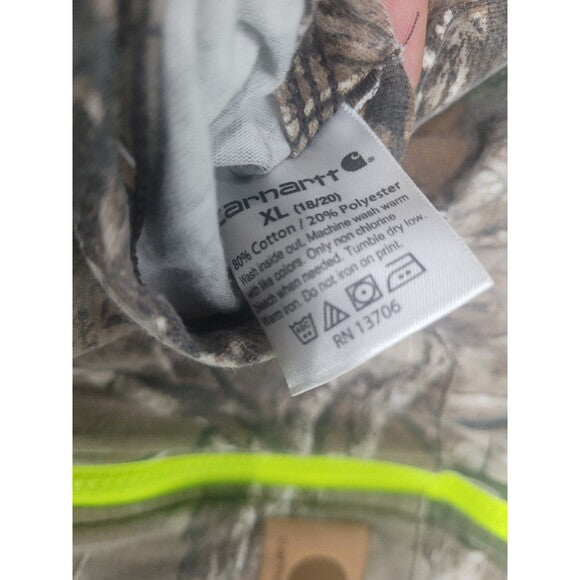 carhartt
XL (18/20)
80% Cotton / 20% Polyester
Wash inside out. Machine wash warm
with like colors. Only non chlorine
bleach when needed. Tumble dry low.
Warm iron. Do not iron on print.
RN 13706